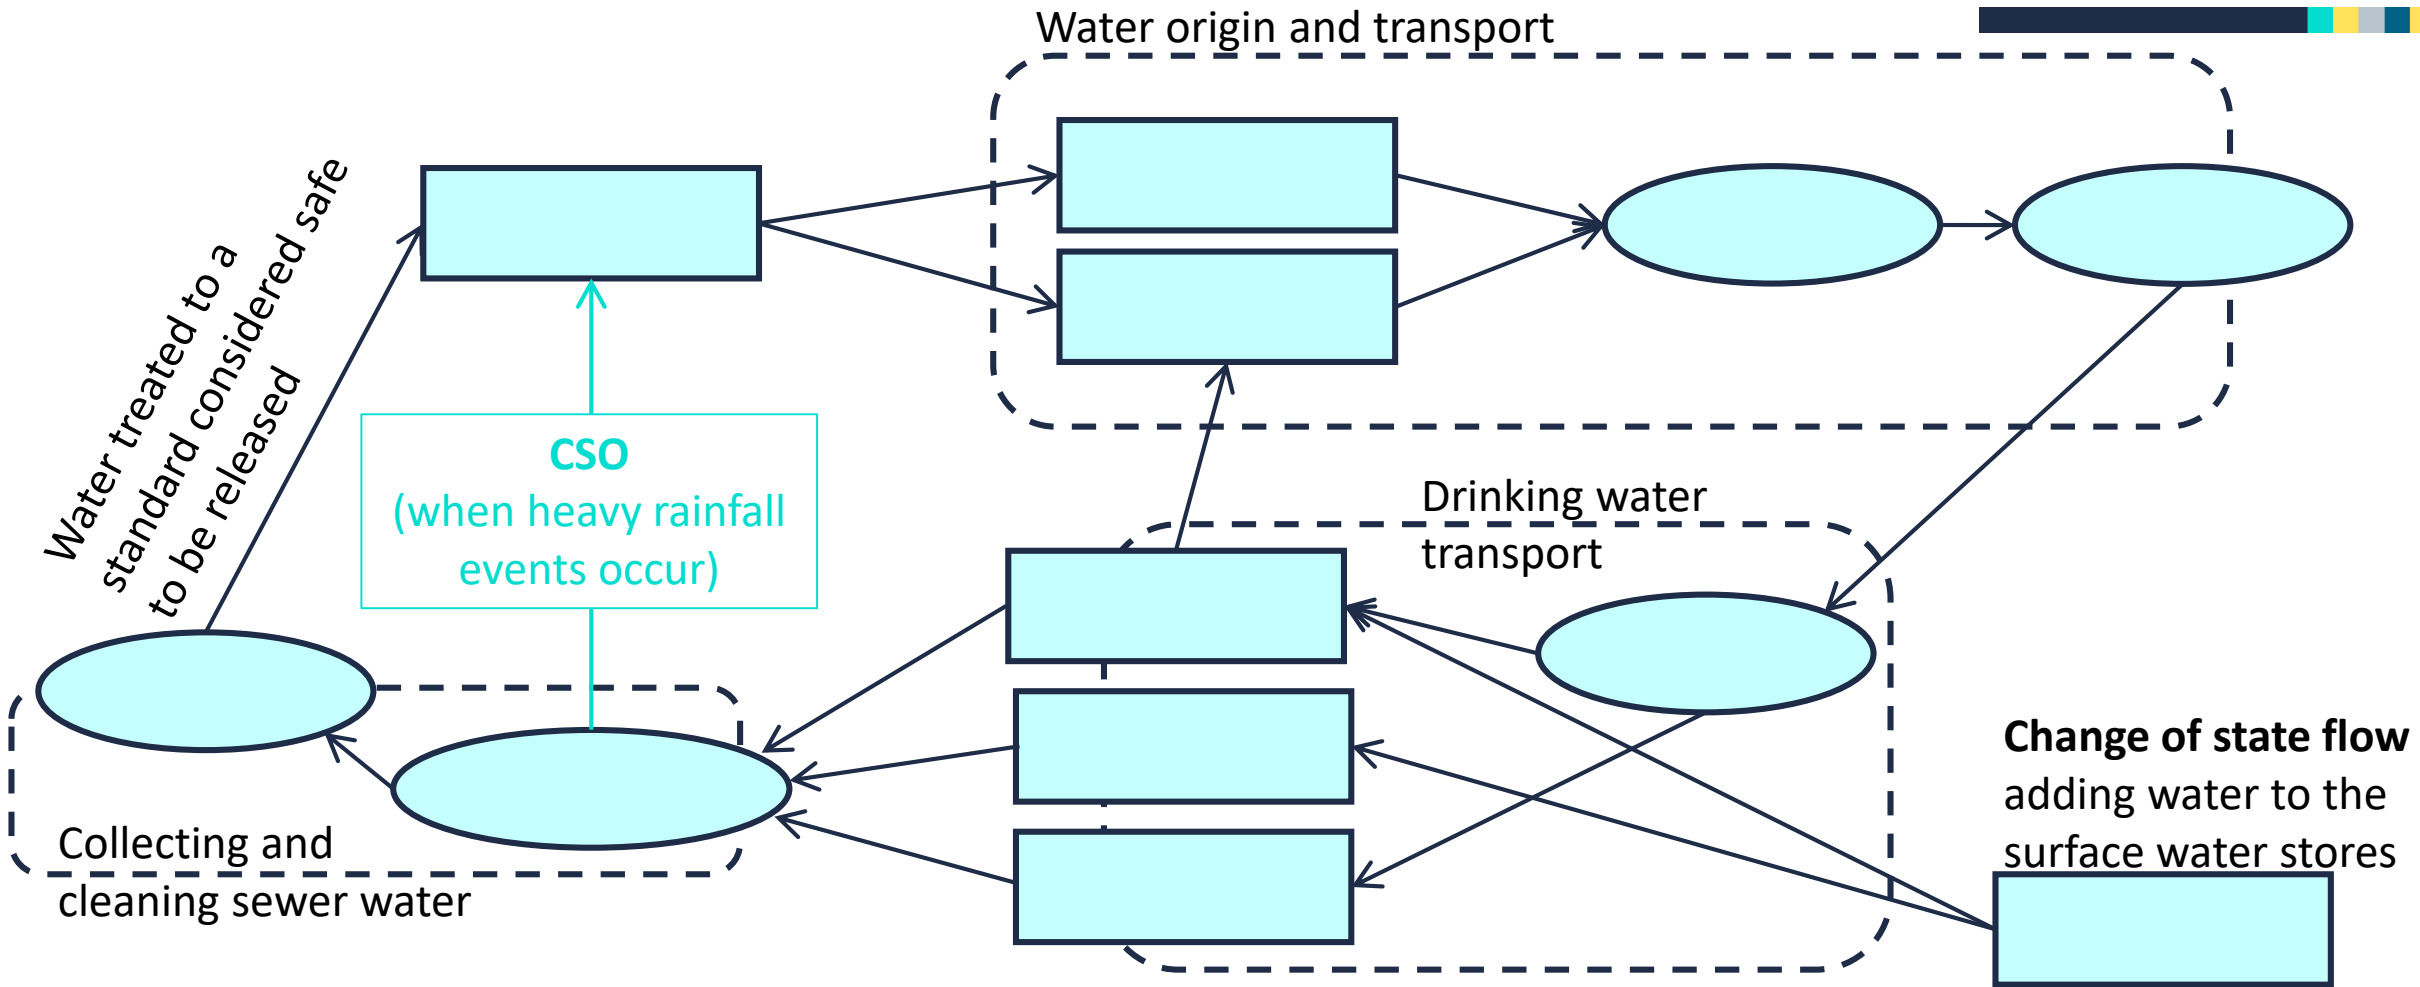 Water origin and transport
Water treated to a
standard considered safe
to be released
CSO
(when heavy rainfall
events occur)
Drinking water
transport
Change of state flow
adding water to the
surface water stores
Collecting and
cleaning sewer water